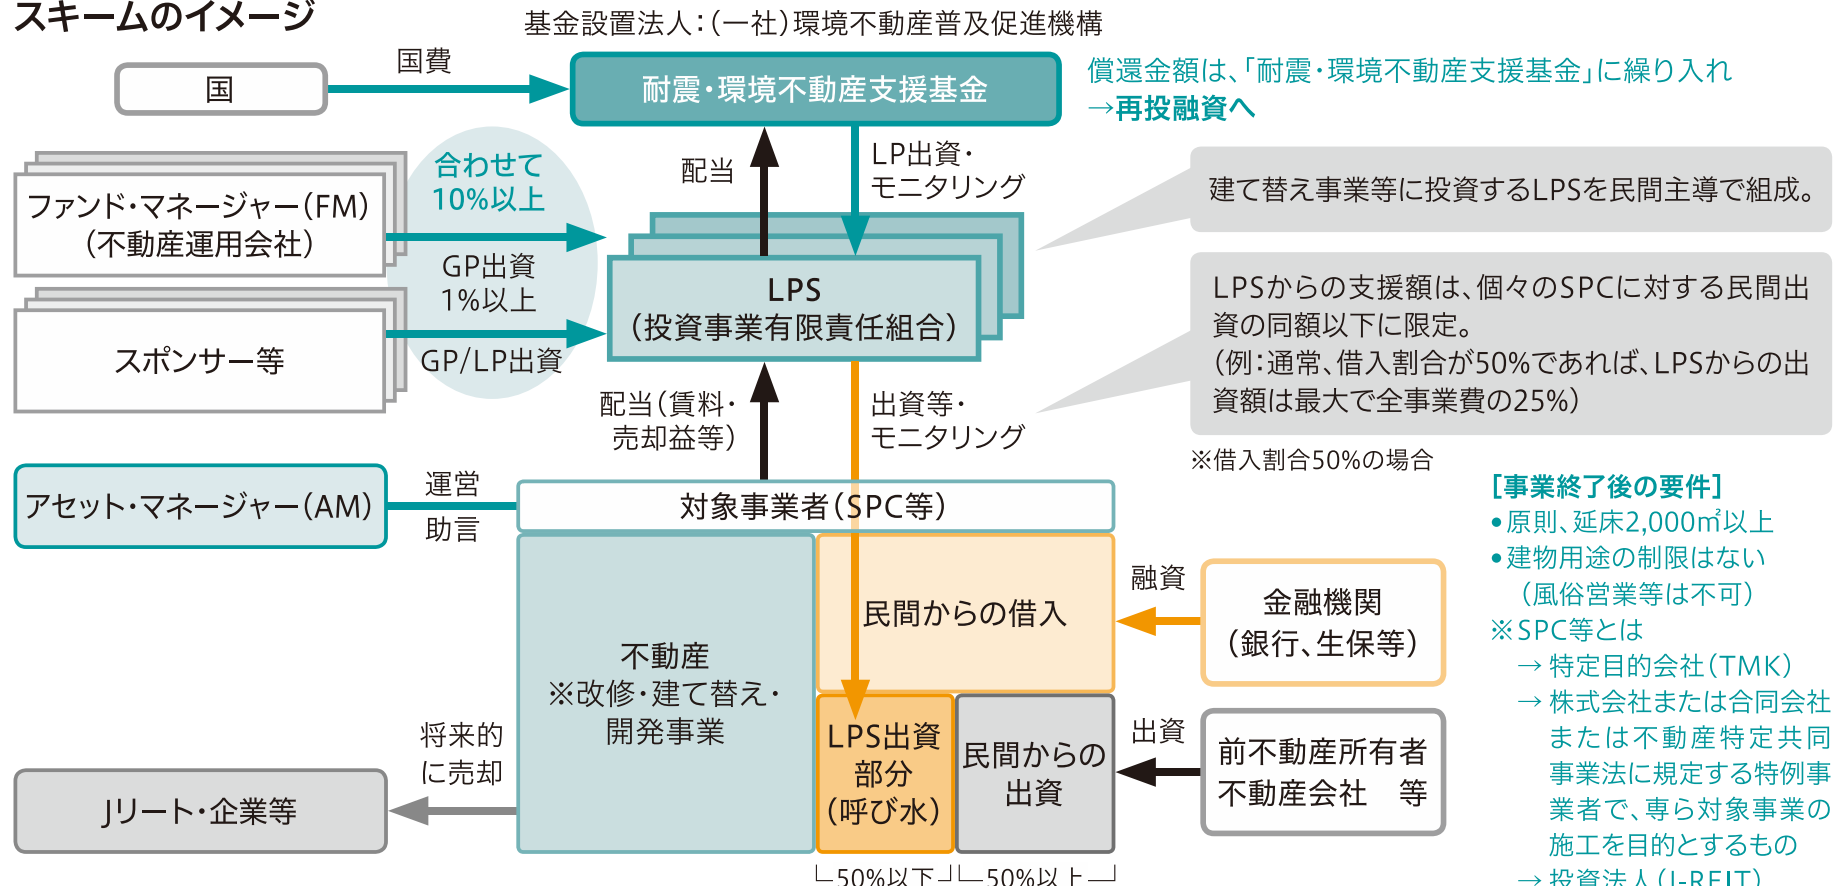 スキームのイメージ
基金設置法人：（一社）環境不動産普及促進機構
国
国費
耐震・環境不動産支援基金
償還金額は、「耐震・環境不動産支援基金」に繰り入れ
→再投融資へ
合わせて
10％以上
配当
LP出資・
モニタリング
建て替え事業等に投資するLPSを民間主導で組成。
ファンド・マネージャー（FM）
（不動産運用会社）
GP出資
1％以上
LPS
（投資事業有限責任組合）
スポンサー等
GP/LP出資
LPSからの支援額は、個々のSPCに対する民間出
資の同額以下に限定。
（例：通常、借入割合が50％であれば、LPSからの出
資額は最大で全事業費の25％）
※借入割合50％の場合
配当（賃料・
売却益等）
出資等・
モニタリング
アセット・マネージャー（AM）
運営
助言
対象事業者（SPC等）
不動産
※改修・建て替え・
開発事業
民間からの借入
融資
金融機関
（銀行、生保等）
LPS出資
部分
（呼び水）
民間からの
出資
出資
前不動産所有者
不動産会社　等
将来的
に売却
Jリート・企業等
50％以下
50％以上
［事業終了後の要件］
●原則、延床2,000㎡以上
●建物用途の制限はない
（風俗営業等は不可）
※SPC等とは
→特定目的会社（TMK）
→株式会社または合同会社
または不動産特定共同
事業法に規定する特例事
業者で、専ら対象事業の
施工を目的とするもの
→投資法人（J-REIT）